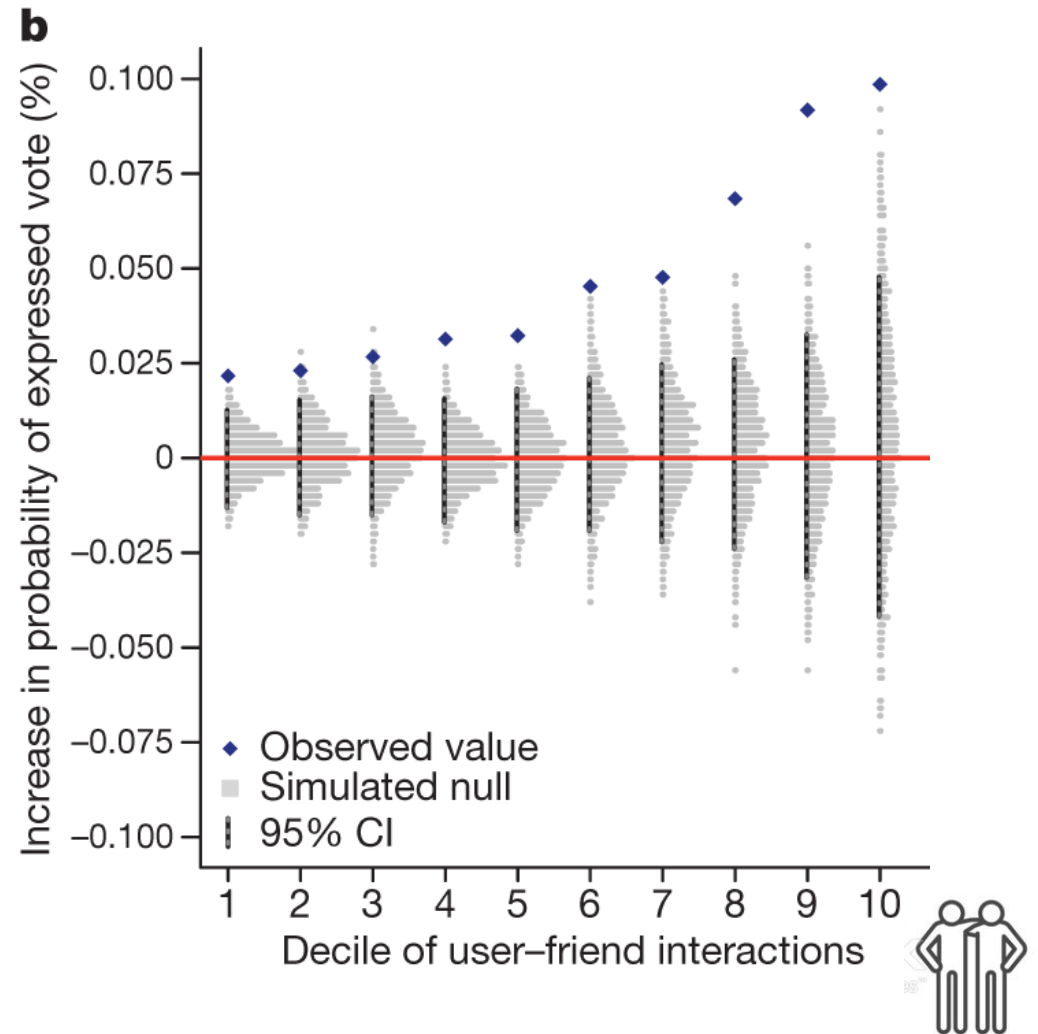 b
Increase in probability of expressed vote (%)
0.100
0.075
0.050
0.025
0
–0.025
–0.050
–0.075
–0.100
Observed value
Simulated null
95% CI
1 2 3 4 5 6 7 8 9 10
Decile of user–friend interactions